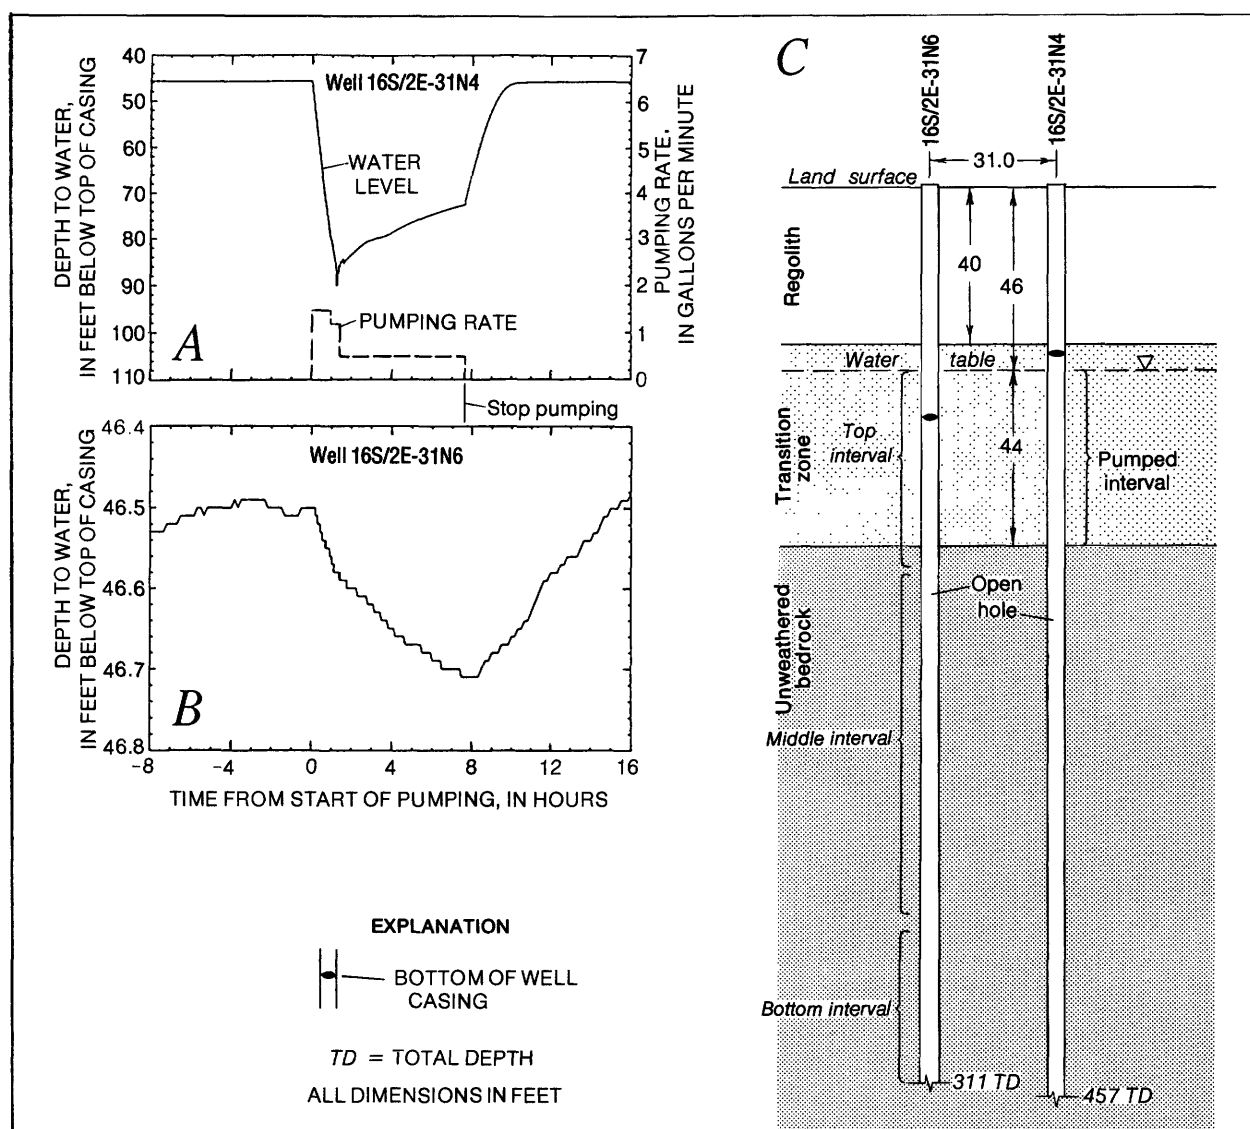 40
50
60
70
80
90
100
110
DEPTH TO WATER,
IN FEET BELOW TOP OF CASING
Well 16S/2E-31N4
WATER
LEVEL
PUMPING RATE
A
7
6
5
4
3
2
1
0
PUMPING RATE,
IN GALLONS PER MINUTE
Stop pumping
46.4
46.5
46.6
46.7
46.8
DEPTH TO WATER,
IN FEET BELOW TOP OF CASING
Well 16S/2E-31N6
B
-8
-4
0
4
8
12
16
TIME FROM START OF PUMPING, IN HOURS
EXPLANATION
BOTTOM OF WELL
CASING
TD = TOTAL DEPTH
ALL DIMENSIONS IN FEET
C
16S/2E-31N6
16S/2E-31N4
31.0
Land surface
Regolith
40
46
Water table
Transition
zone
Top
interval
44
Pumped
interval
Open
hole
Unweathered
bedrock
Middle interval
Bottom interval
311 TD
457 TD